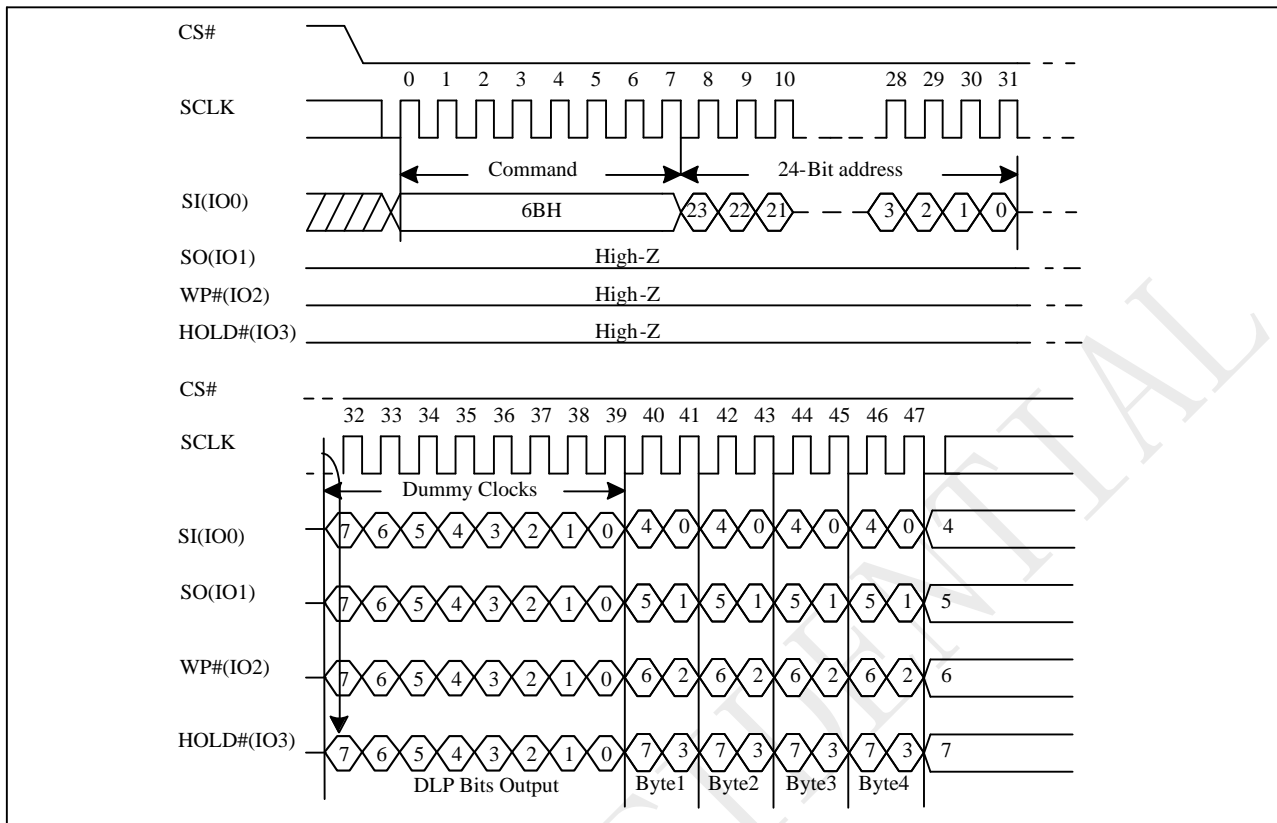 CS#
0 1 2 3 4 5 6 7 8 9 10 28 29 30 31
SCLK
Command 24-Bit address
SI(IO0) 6BH 23 22 21 3 2 1 0
SO(IO1) High-Z
WP#(IO2) High-Z
HOLD#(IO3) High-Z
CS#
32 33 34 35 36 37 38 39 40 41 42 43 44 45 46 47
SCLK
Dummy Clocks
SI(IO0) 7 6 5 4 3 2 1 0 4 0 4 0 4 0 4 0 4
SO(IO1) 7 6 5 4 3 2 1 0 5 1 5 1 5 1 5 1 5
WP#(IO2) 7 6 5 4 3 2 1 0 6 2 6 2 6 2 6 2 6
HOLD#(IO3) 7 6 5 4 3 2 1 0 7 3 7 3 7 3 7 3 7
DLP Bits Output Byte1 Byte2 Byte3 Byte4